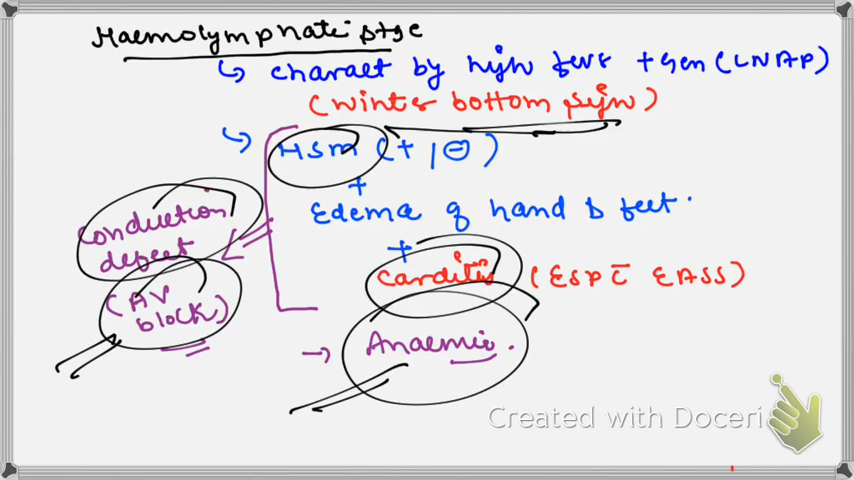 Haemolymphatic stge
↳ charact by high fever + Gen (LNAP)
(Winter bottom sign)
↳ HSM (+ / ⊖)
+
Edema of hand & feet.
+
Carditis (ESP c̄ EASS)
conduction
defect
(AV
block)
→ Anaemia.
Created with Doceri